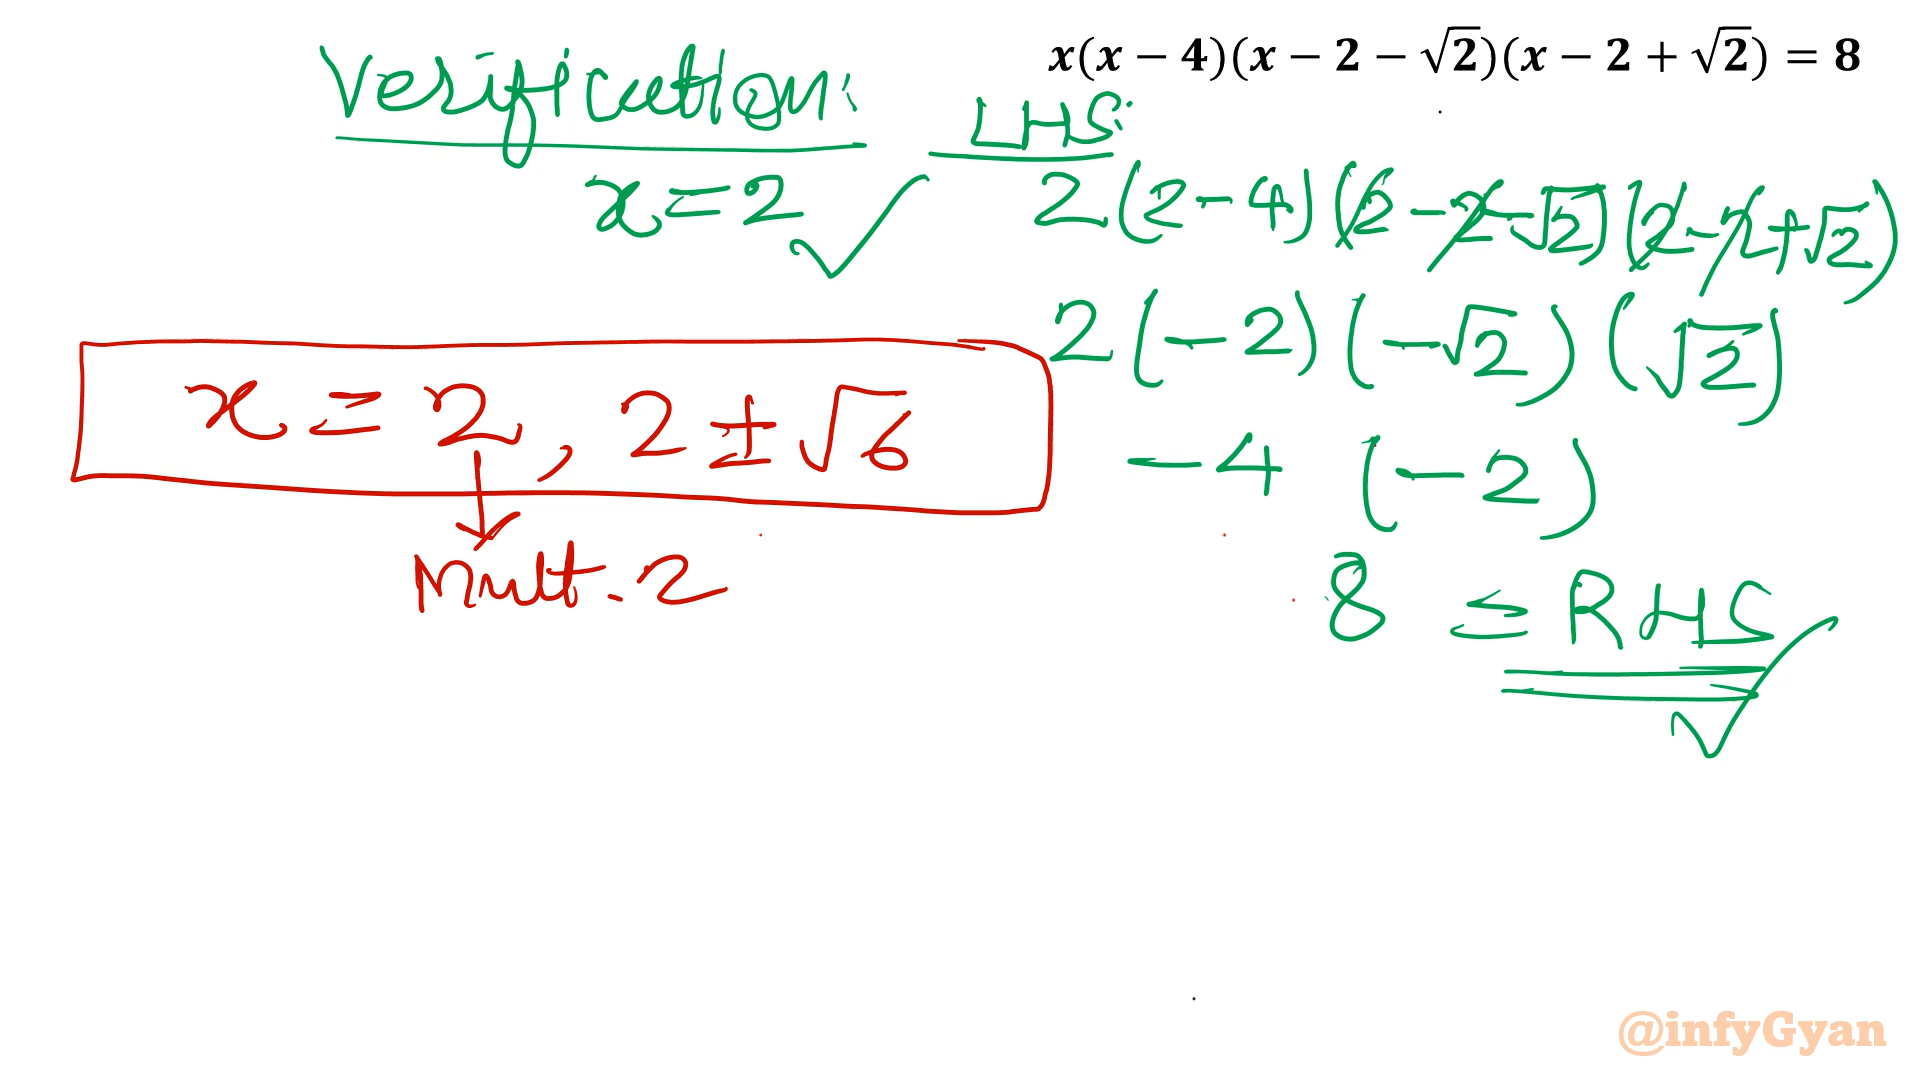 x(x − 4)(x − 2 − √2)(x − 2 + √2) = 8
Verification:
LHS:
x = 2 ✓
2(2 − 4)(2 − 2 − √2)(2 − 2 + √2)
2(−2)(−√2)(√2)
x = 2, 2 ± √6
−4 (−2)
Mult. 2
8 = RHS ✓
@infyGyan